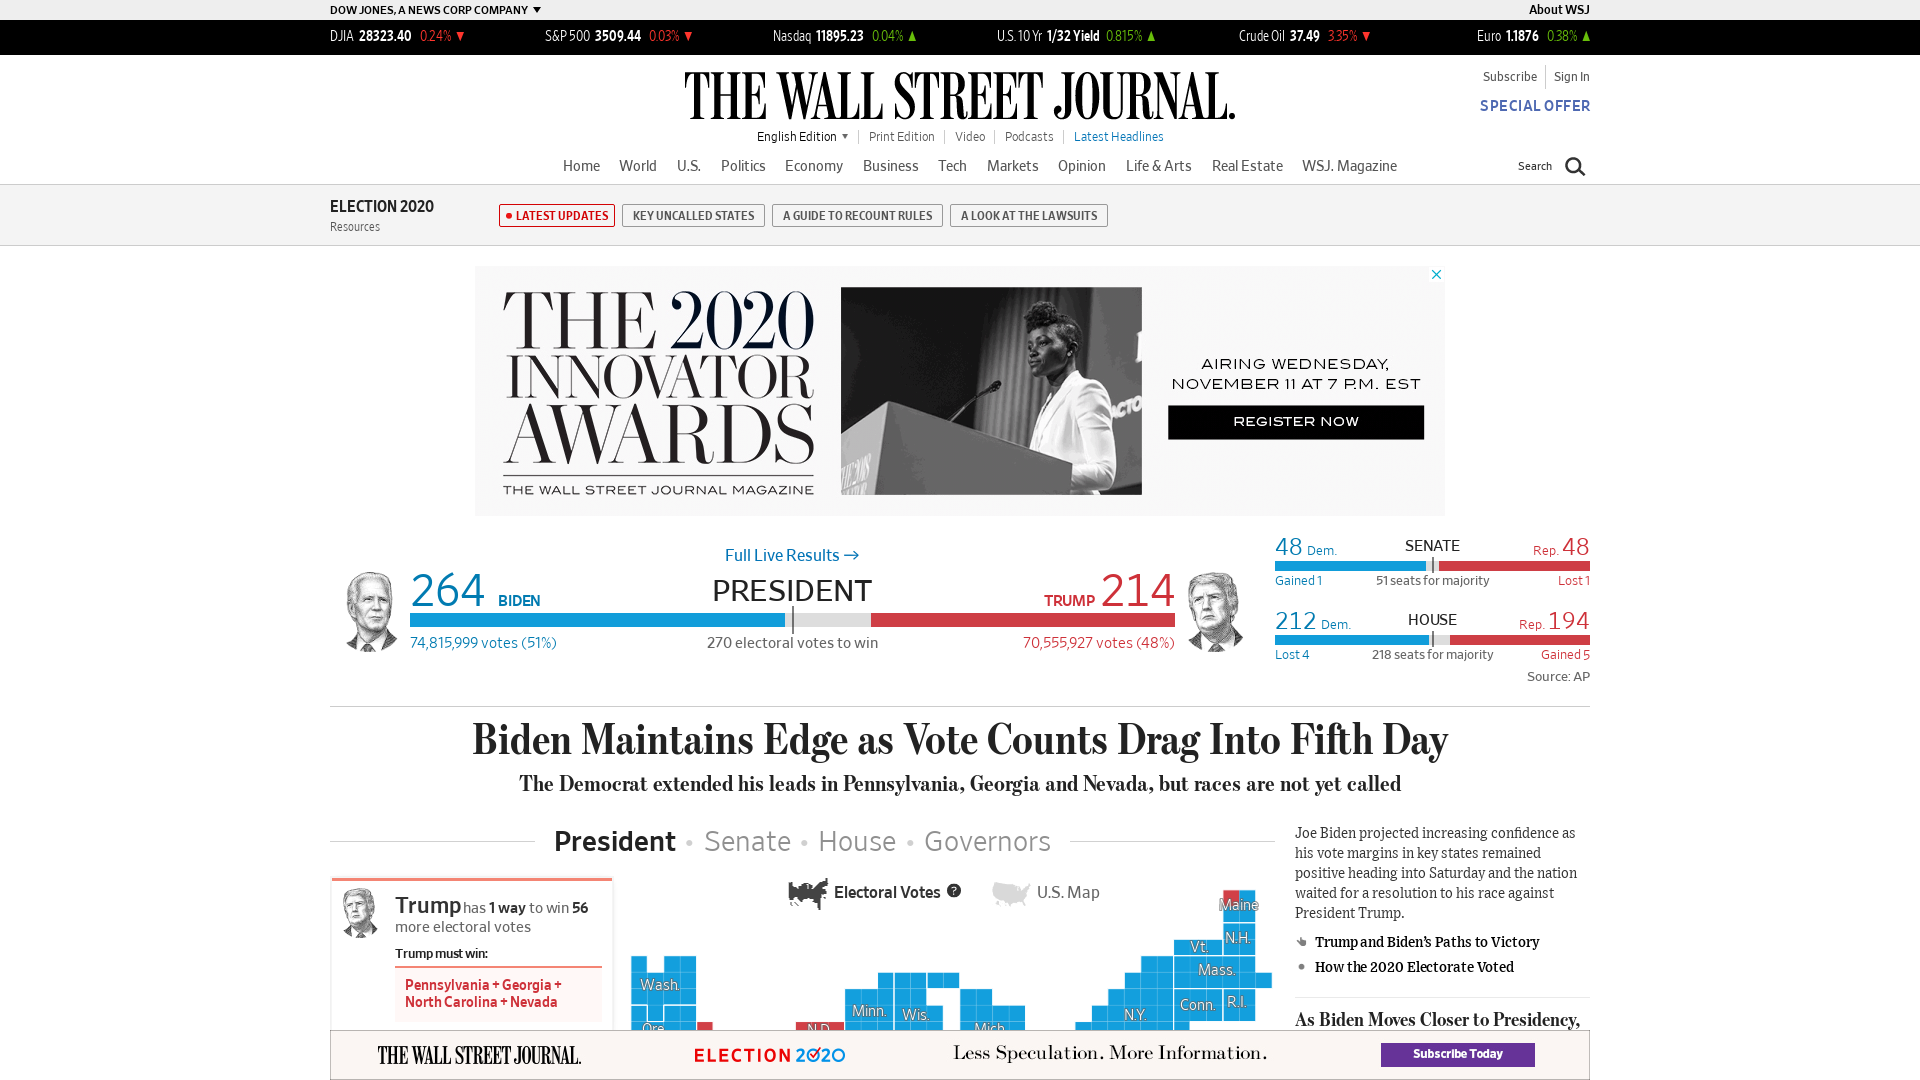 DOW JONES, A NEWS CORP COMPANY
About WSJ
DJIA 28323.40 0.24%
S&P 500 3509.44 0.03%
Nasdaq 11895.23 0.04%
U.S. 10 Yr 1/32 Yield 0.815%
Crude Oil 37.49 3.35%
Euro 1.1876 0.38%
THE WALL STREET JOURNAL.
Subscribe
Sign In
SPECIAL OFFER
English Edition
Print Edition
Video
Podcasts
Latest Headlines
Home World U.S. Politics Economy Business Tech Markets Opinion Life & Arts Real Estate WSJ. Magazine
Search
ELECTION 2020
Resources
LATEST UPDATES
KEY UNCALLED STATES
A GUIDE TO RECOUNT RULES
A LOOK AT THE LAWSUITS
THE 2020
INNOVATOR
AWARDS
THE WALL STREET JOURNAL MAGAZINE
AIRING WEDNESDAY,
NOVEMBER 11 AT 7 P.M. EST
REGISTER NOW
Full Live Results →
264 BIDEN
PRESIDENT
TRUMP 214
74,815,999 votes (51%)
270 electoral votes to win
70,555,927 votes (48%)
48 Dem.
SENATE
Rep. 48
Gained 1
51 seats for majority
Lost 1
212 Dem.
HOUSE
Rep. 194
Lost 4
218 seats for majority
Gained 5
Source: AP
Biden Maintains Edge as Vote Counts Drag Into Fifth Day
The Democrat extended his leads in Pennsylvania, Georgia and Nevada, but races are not yet called
President • Senate • House • Governors
Trump has 1 way to win 56
more electoral votes
Trump must win:
Pennsylvania + Georgia +
North Carolina + Nevada
Electoral Votes ?
U.S. Map
Maine
N.H.
Vt.
Mass.
Wash.
Conn.
R.I.
Minn.
Wis.
N.Y.
Ore.
N.D.
Mich.
Joe Biden projected increasing confidence as
his vote margins in key states remained
positive heading into Saturday and the nation
waited for a resolution to his race against
President Trump.
Trump and Biden's Paths to Victory
How the 2020 Electorate Voted
As Biden Moves Closer to Presidency,
THE WALL STREET JOURNAL.
ELECTION 2020
Less Speculation. More Information.
Subscribe Today